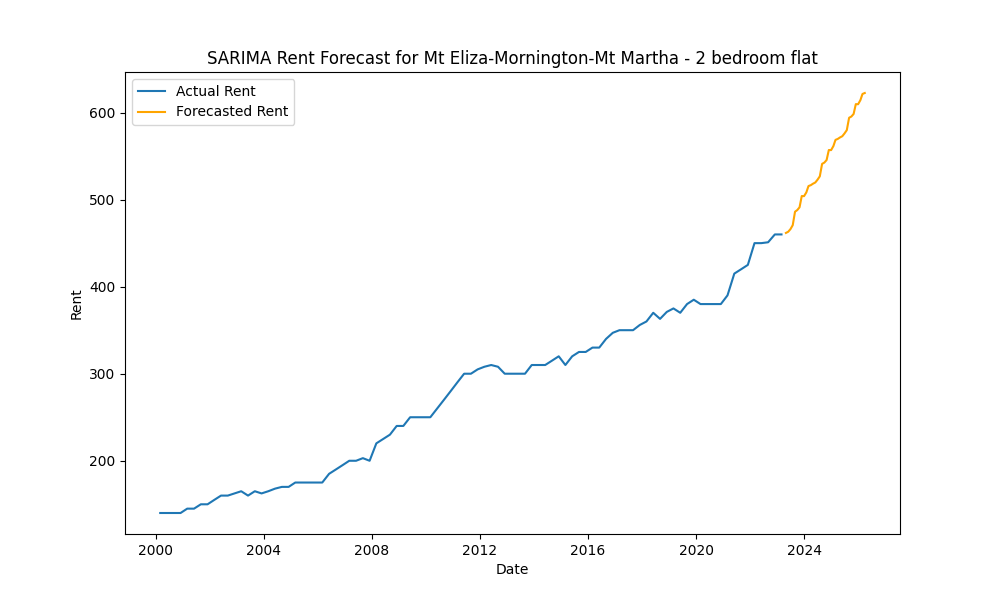 SARIMA Rent Forecast for Mt Eliza-Mornington-Mt Martha - 2 bedroom flat
Actual Rent
Forecasted Rent
600
500
400
300
200
Rent
2000 2004 2008 2012 2016 2020 2024
Date